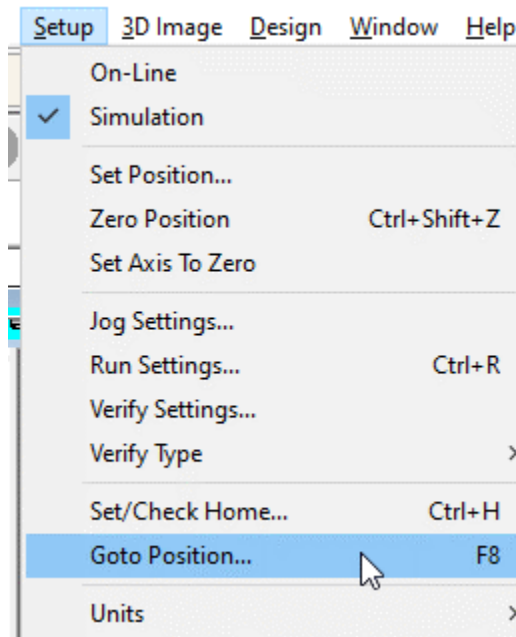 Setup 3D Image Design Window Help
On-Line
Simulation
Set Position...
Zero Position Ctrl+Shift+Z
Set Axis To Zero
Jog Settings...
Run Settings... Ctrl+R
Verify Settings...
Verify Type
Set/Check Home... Ctrl+H
Goto Position... F8
Units